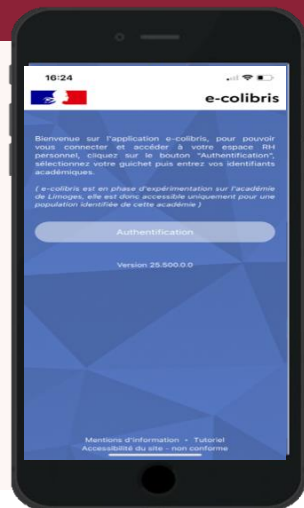 16:24
e-colibris
Bienvenue sur l'application e-colibris, pour pouvoir
vous connecter et accéder à votre espace RH
personnel, cliquez sur le bouton "Authentification",
sélectionnez votre guichet puis entrez vos identifiants
académiques.
( e-colibris est en phase d'expérimentation sur l'académie
de Limoges, elle est donc accessible uniquement pour une
population identifiée de cette académie )
Authentification
Version 25.500.0.0
Mentions d'information - Tutoriel
Accessibilité du site - non conforme